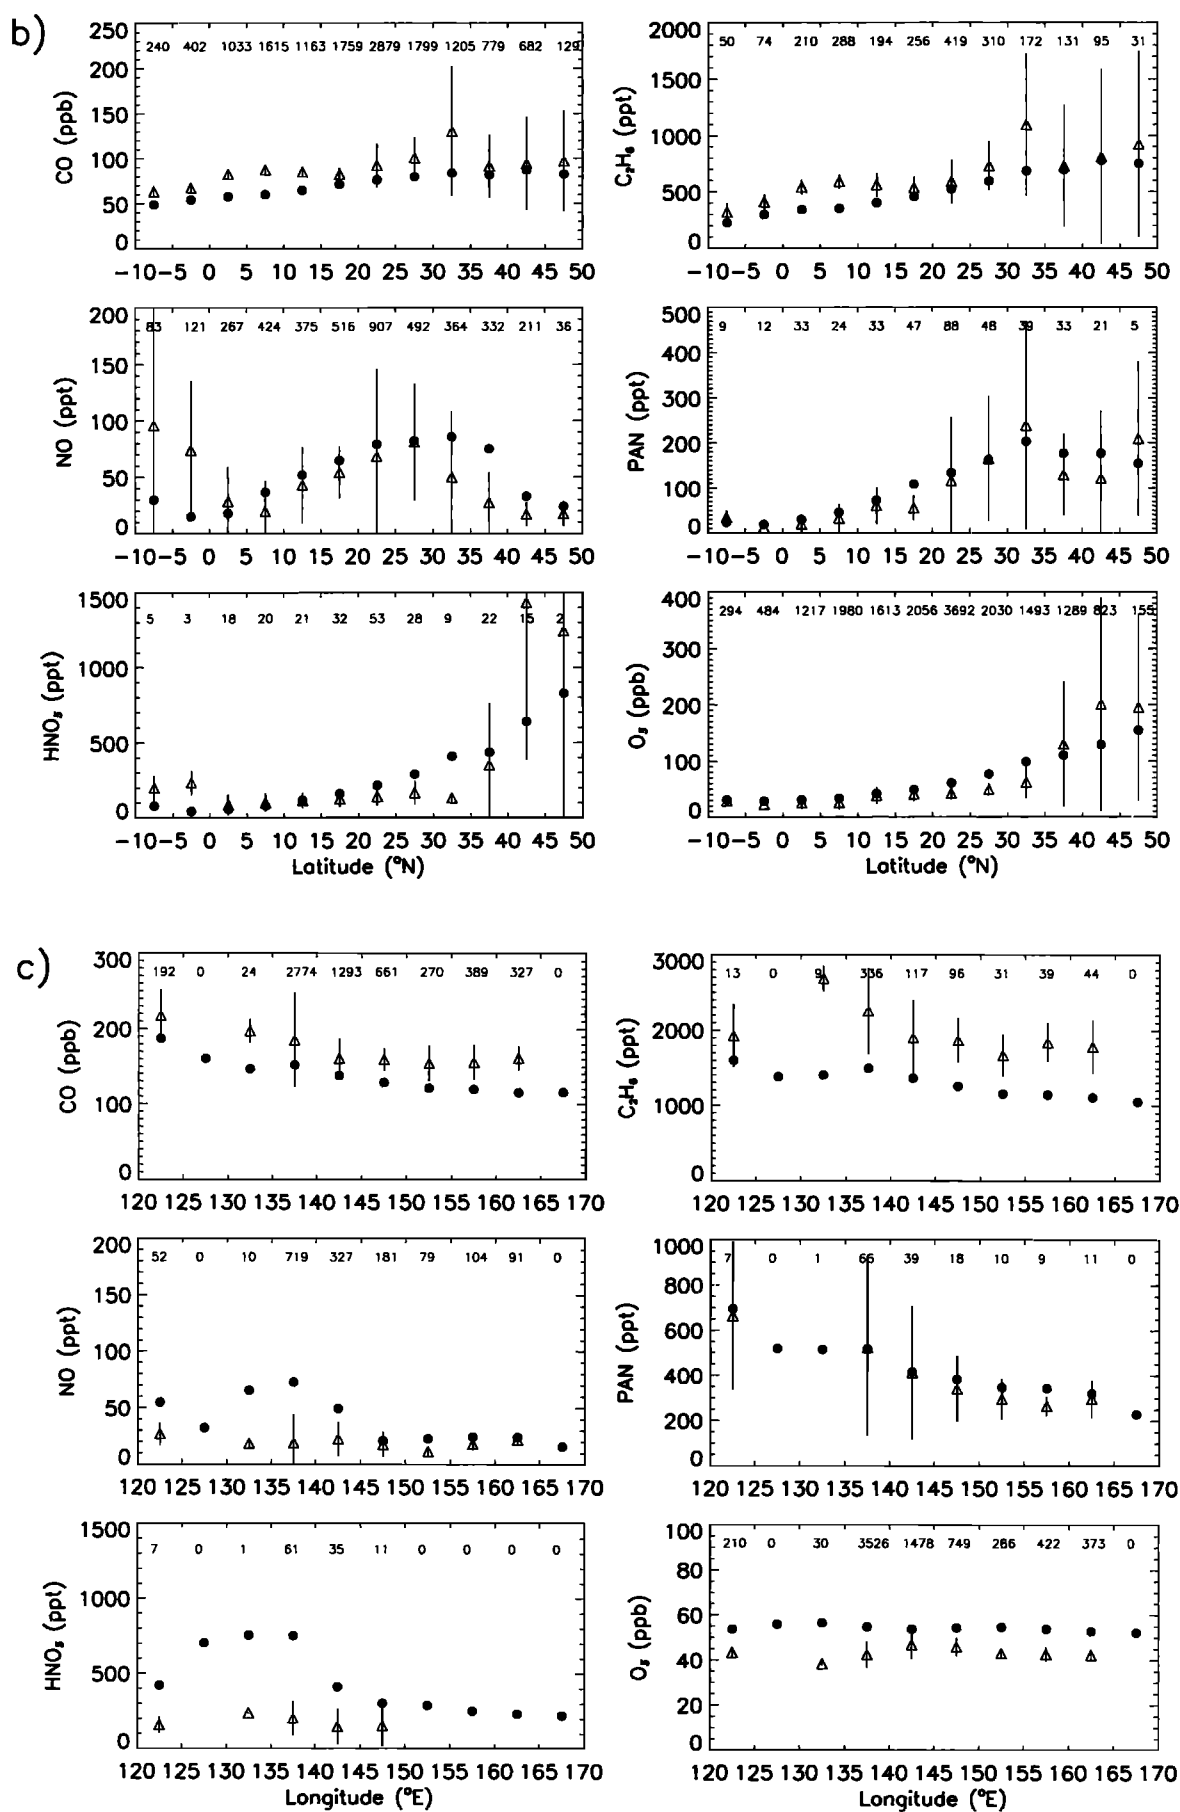 b)
250
200
150
100
50
0
CO (ppb)
240 402 1033 1615 1163 1759 2879 1799 1205 779 682 129
-10 -5 0 5 10 15 20 25 30 35 40 45 50
2000
1500
1000
500
0
C₂H₆ (ppt)
50 74 210 288 194 256 419 310 172 131 95 31
-10 -5 0 5 10 15 20 25 30 35 40 45 50
200
150
100
50
0
NO (ppt)
83 121 267 424 375 516 907 492 364 332 211 36
-10 -5 0 5 10 15 20 25 30 35 40 45 50
500
400
300
200
100
0
PAN (ppt)
9 12 33 24 33 47 88 48 39 33 21 5
-10 -5 0 5 10 15 20 25 30 35 40 45 50
1500
1000
500
0
HNO₃ (ppt)
5 3 18 20 21 32 53 28 9 22 15 2
-10 -5 0 5 10 15 20 25 30 35 40 45 50
Latitude (°N)
400
300
200
100
0
O₃ (ppb)
294 484 1217 1980 1613 2056 3692 2030 1493 1289 823 155
-10 -5 0 5 10 15 20 25 30 35 40 45 50
Latitude (°N)
c)
300
200
100
0
CO (ppb)
192 0 24 2774 1293 661 270 389 327 0
120 125 130 135 140 145 150 155 160 165 170
3000
2000
1000
0
C₂H₆ (ppt)
13 0 9 336 117 96 31 39 44 0
120 125 130 135 140 145 150 155 160 165 170
200
150
100
50
0
NO (ppt)
52 0 10 719 327 181 79 104 91 0
120 125 130 135 140 145 150 155 160 165 170
1000
800
600
400
200
0
PAN (ppt)
7 0 1 66 39 18 10 9 11 0
120 125 130 135 140 145 150 155 160 165 170
1500
1000
500
0
HNO₃ (ppt)
7 0 1 61 35 11 0 0 0 0
120 125 130 135 140 145 150 155 160 165 170
Longitude (°E)
100
80
60
40
20
0
O₃ (ppb)
210 0 30 3526 1478 749 286 422 373 0
120 125 130 135 140 145 150 155 160 165 170
Longitude (°E)